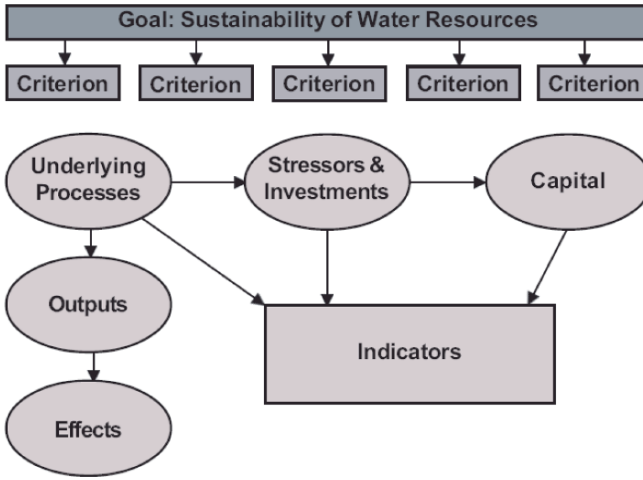 Goal: Sustainability of Water Resources
Criterion
Criterion
Criterion
Criterion
Criterion
Underlying
Processes
Stressors &
Investments
Capital
Outputs
Indicators
Effects